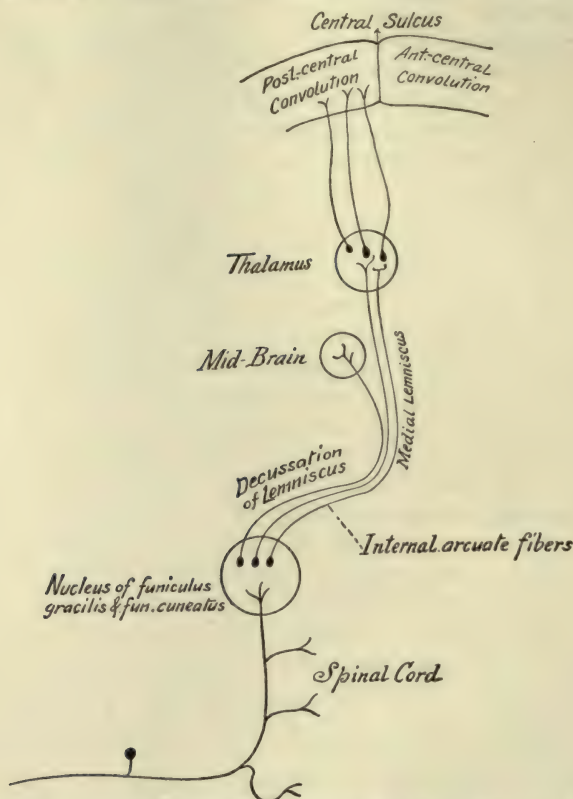 Central Sulcus
Post-central
Convolution
Ant-central
Convolution
Thalamus
Mid-Brain
Medial Lemniscus
Decussation
of Lemniscus
Internal arcuate fibers
Nucleus of funiculus
gracilis & fun. cuneatus
Spinal Cord